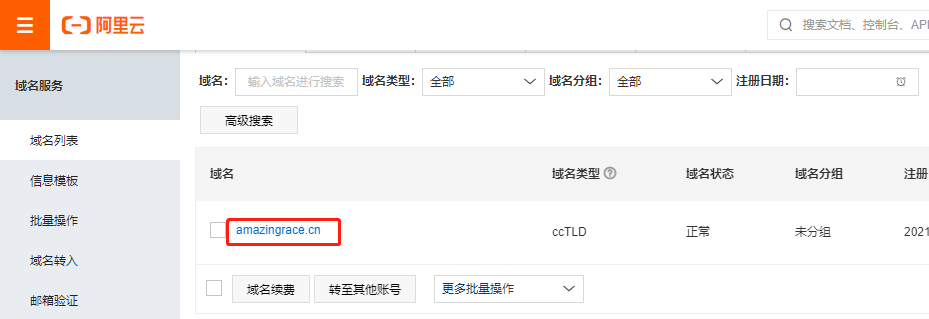 阿里云
搜索文档、控制台、API
域名服务
域名: 输入域名进行搜索 域名类型: 全部 域名分组: 全部 注册日期:
高级搜索
域名列表
信息模板
批量操作
域名转入
邮箱验证
域名 域名类型 域名状态 域名分组 注册
amazingrace.cn ccTLD 正常 未分组 2021
域名续费 转至其他账号 更多批量操作